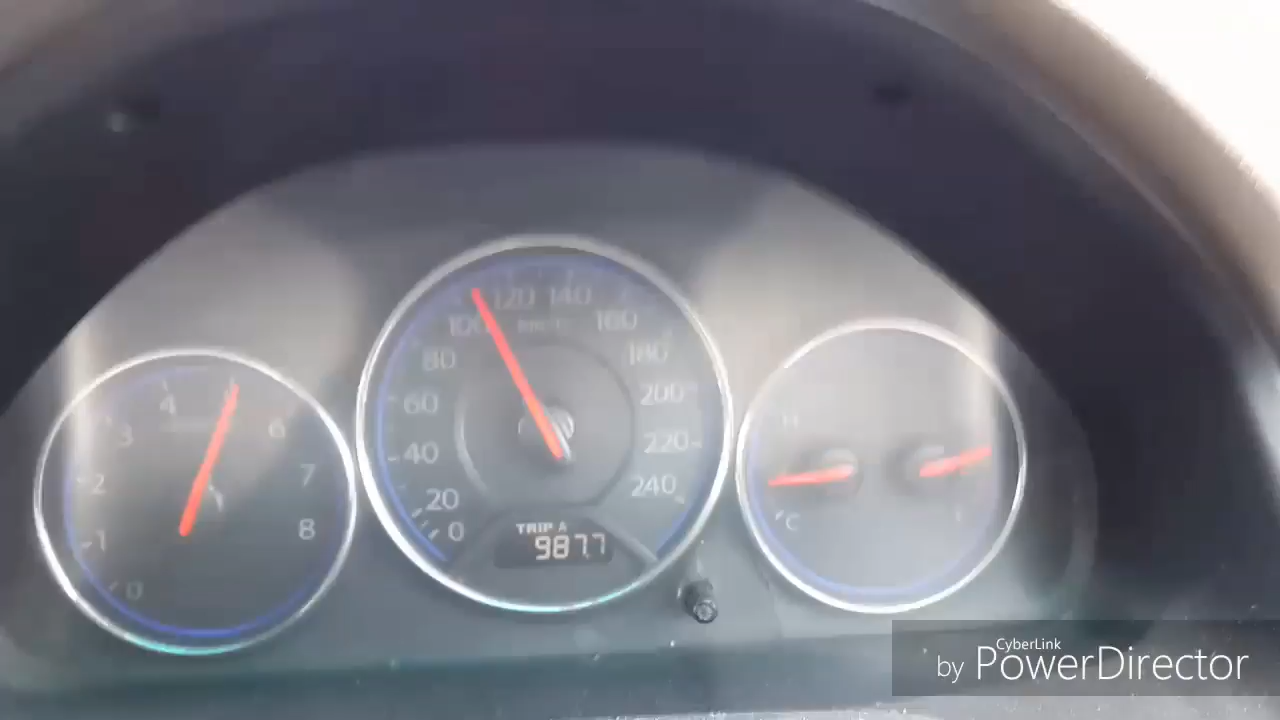 120 140
100 km/h 160
80 180
60 200
40 220
20 240
0
TRIP A
987.7
4
3 6
2 7
1 8
0
H
C
CyberLink
by PowerDirector